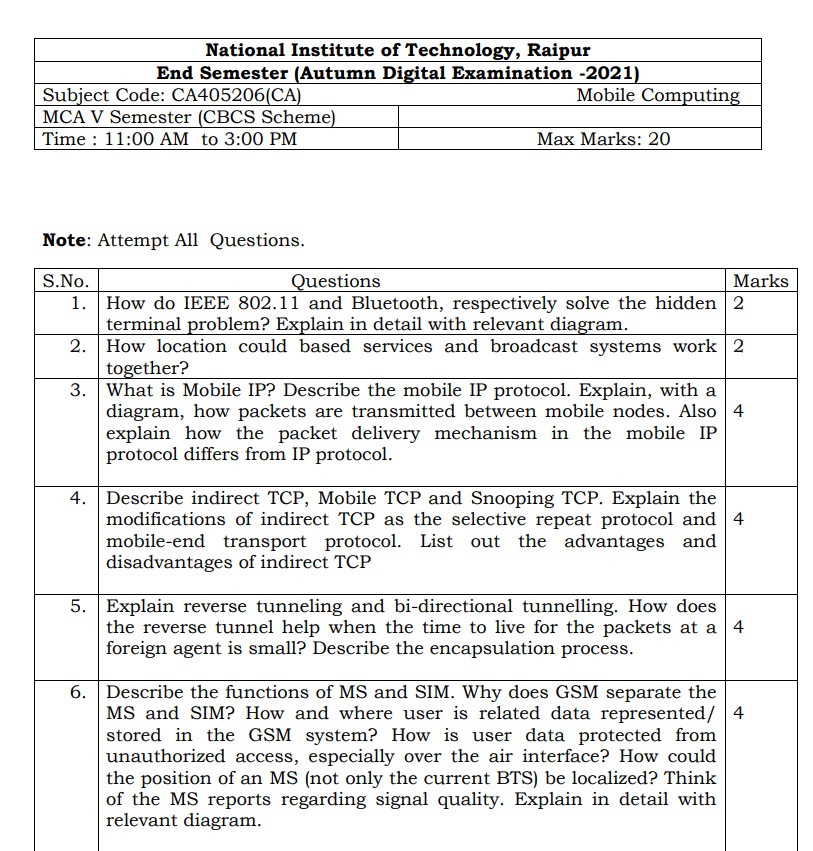 National Institute of Technology, Raipur
End Semester (Autumn Digital Examination -2021)
Subject Code: CA405206(CA) Mobile Computing
MCA V Semester (CBCS Scheme)
Time : 11:00 AM to 3:00 PM Max Marks: 20
Note: Attempt All Questions.
S.No. Questions Marks
1. How do IEEE 802.11 and Bluetooth, respectively solve the hidden 2
terminal problem? Explain in detail with relevant diagram.
2. How location could based services and broadcast systems work 2
together?
3. What is Mobile IP? Describe the mobile IP protocol. Explain, with a
diagram, how packets are transmitted between mobile nodes. Also 4
explain how the packet delivery mechanism in the mobile IP
protocol differs from IP protocol.
4. Describe indirect TCP, Mobile TCP and Snooping TCP. Explain the
modifications of indirect TCP as the selective repeat protocol and 4
mobile-end transport protocol. List out the advantages and
disadvantages of indirect TCP
5. Explain reverse tunneling and bi-directional tunnelling. How does
the reverse tunnel help when the time to live for the packets at a 4
foreign agent is small? Describe the encapsulation process.
6. Describe the functions of MS and SIM. Why does GSM separate the
MS and SIM? How and where user is related data represented/ 4
stored in the GSM system? How is user data protected from
unauthorized access, especially over the air interface? How could
the position of an MS (not only the current BTS) be localized? Think
of the MS reports regarding signal quality. Explain in detail with
relevant diagram.